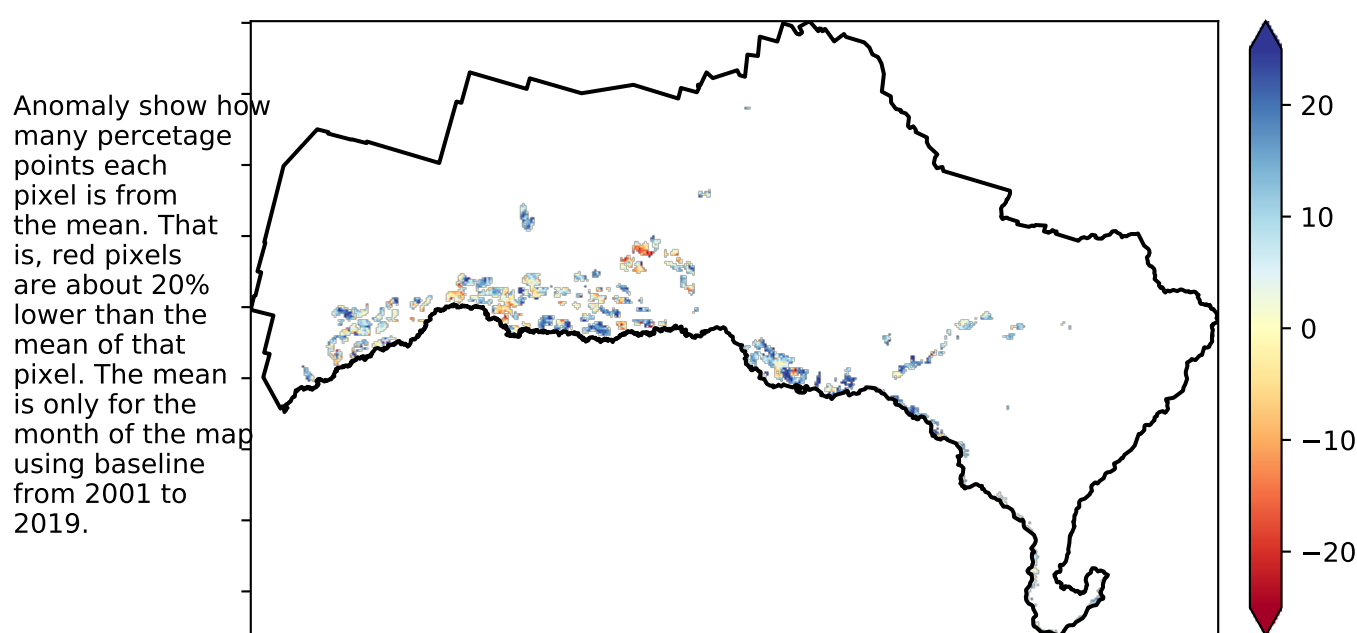 Anomaly show how
many percetage
points each
pixel is from
the mean. That
is, red pixels
are about 20%
lower than the
mean of that
pixel. The mean
is only for the
month of the map
using baseline
from 2001 to
2019.
20
10
0
−10
−20